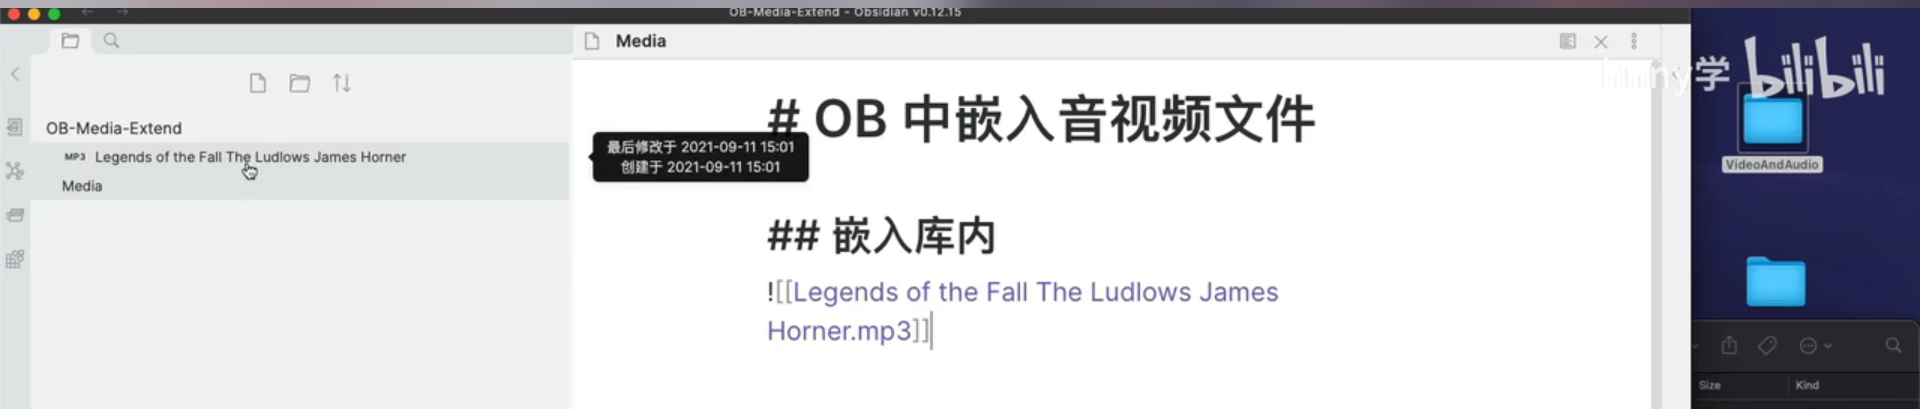 OB-Media-Extend - Obsidian v0.12.15
Media
OB-Media-Extend
MP3 Legends of the Fall The Ludlows James Horner
Media
最后修改于 2021-09-11 15:01
创建于 2021-09-11 15:01
# OB 中嵌入音视频文件
## 嵌入库内
![[Legends of the Fall The Ludlows James
Horner.mp3]]
学 bilibili
VideoAndAudio
Size Kind